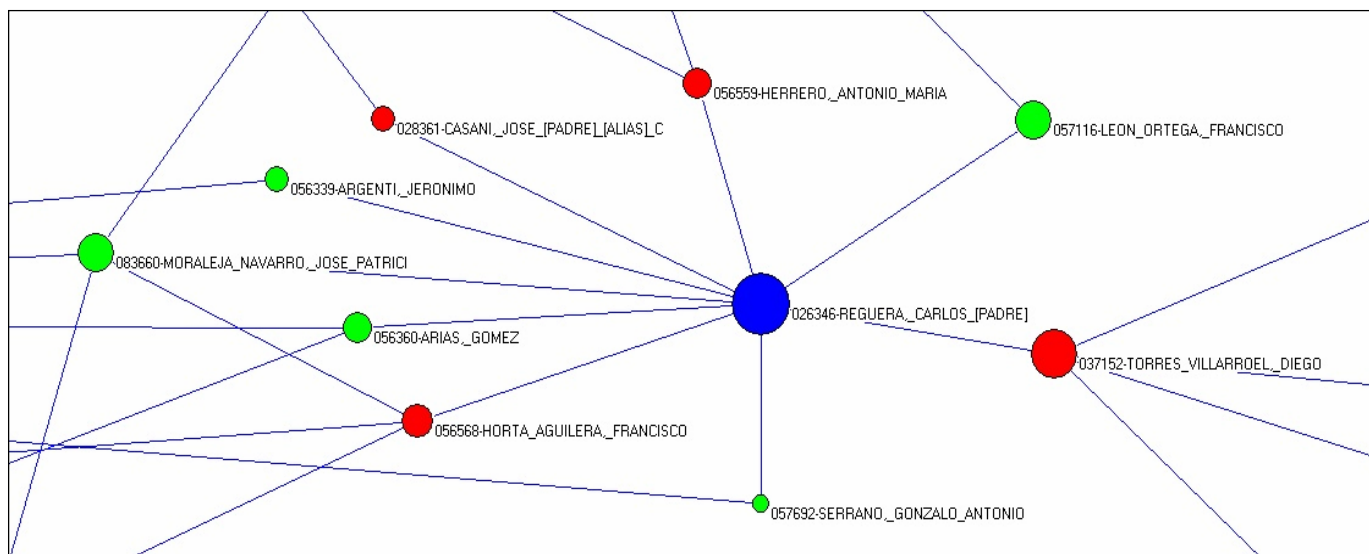 056559-HERRERO,_ANTONIO_MARIA
028361-CASANI,_JOSE_[PADRE]_[ALIAS]_C
057116-LEON_ORTEGA,_FRANCISCO
056339-ARGENTI,_JERONIMO
083660-MORALEJA_NAVARRO,_JOSE_PATRICI
026346-REGUERA,_CARLOS_[PADRE]
056360-ARIAS,_GOMEZ
037152-TORRES_VILLARROEL,_DIEGO
056568-HORTA_AGUILERA,_FRANCISCO
057692-SERRANO,_GONZALO_ANTONIO